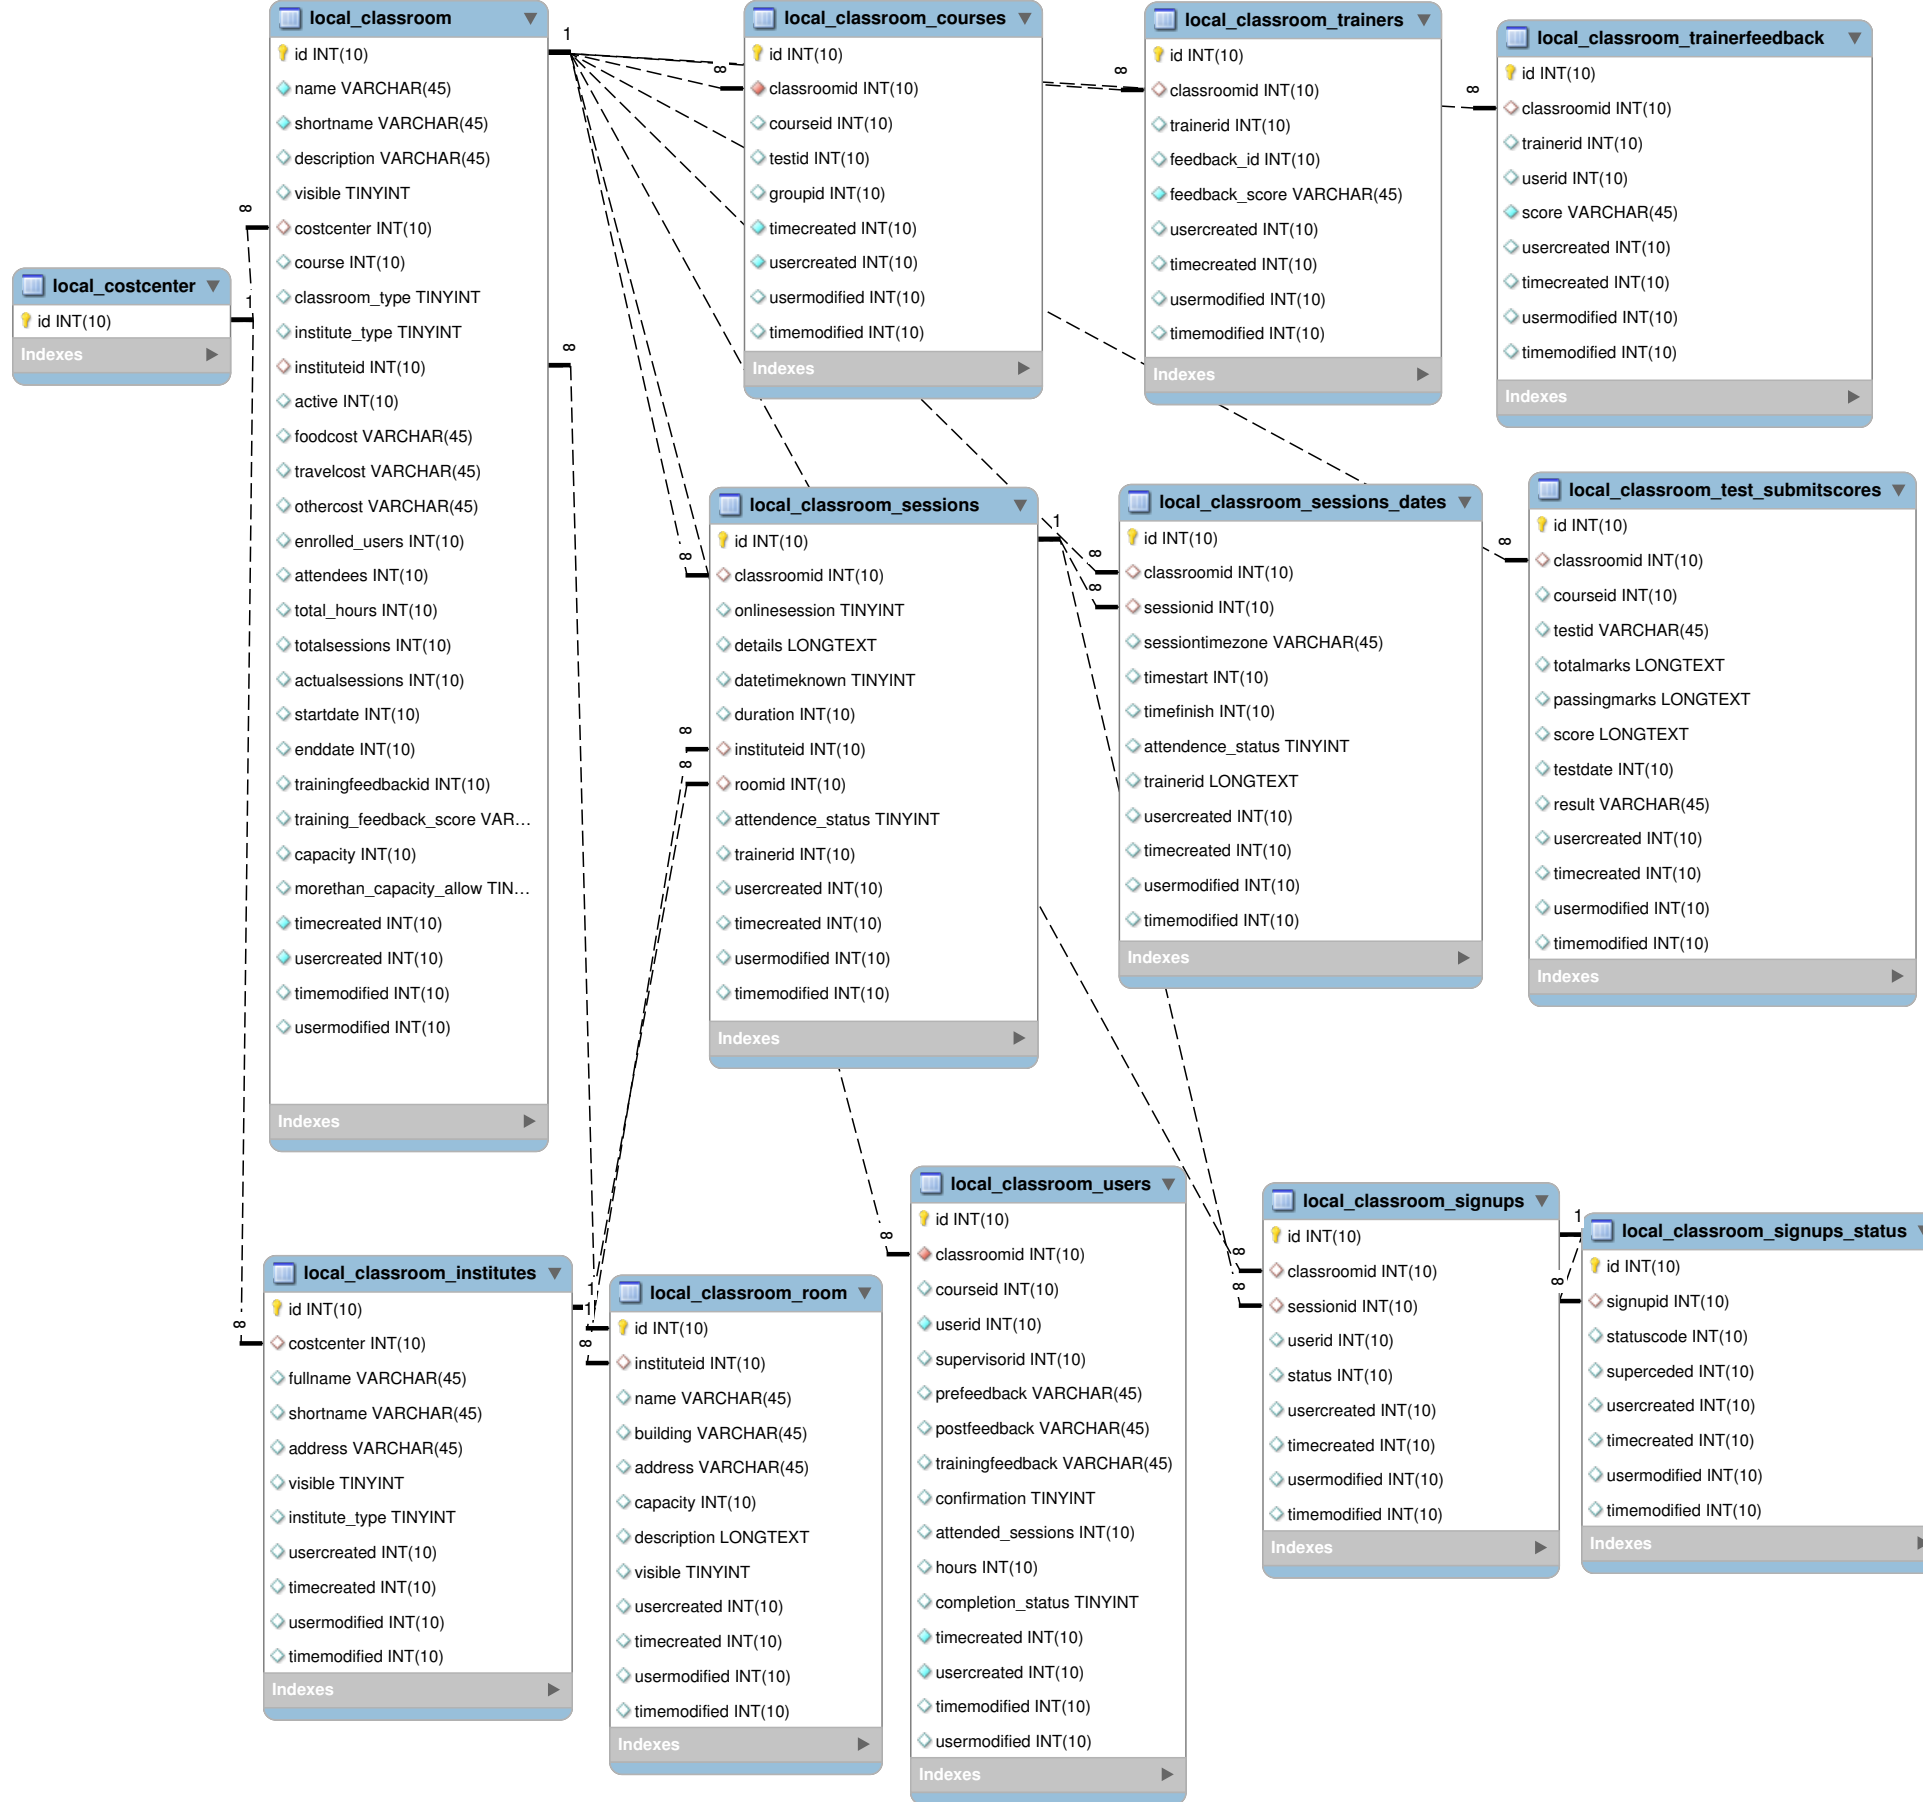 local_classroom
id INT(10)
name VARCHAR(45)
shortname VARCHAR(45)
description VARCHAR(45)
visible TINYINT
costcenter INT(10)
course INT(10)
classroom_type TINYINT
institute_type TINYINT
instituteid INT(10)
active INT(10)
foodcost VARCHAR(45)
travelcost VARCHAR(45)
othercost VARCHAR(45)
enrolled_users INT(10)
attendees INT(10)
total_hours INT(10)
totalsessions INT(10)
actualsessions INT(10)
startdate INT(10)
enddate INT(10)
trainingfeedbackid INT(10)
training_feedback_score VAR...
capacity INT(10)
morethan_capacity_allow TIN...
timecreated INT(10)
usercreated INT(10)
timemodified INT(10)
usermodified INT(10)
Indexes
1
8
8
local_costcenter
id INT(10)
Indexes
1
local_classroom_courses
id INT(10)
classroomid INT(10)
courseid INT(10)
testid INT(10)
groupid INT(10)
timecreated INT(10)
usercreated INT(10)
usermodified INT(10)
timemodified INT(10)
Indexes
8
local_classroom_trainers
id INT(10)
classroomid INT(10)
trainerid INT(10)
feedback_id INT(10)
feedback_score VARCHAR(45)
usercreated INT(10)
timecreated INT(10)
usermodified INT(10)
timemodified INT(10)
Indexes
8
local_classroom_trainerfeedback
id INT(10)
classroomid INT(10)
trainerid INT(10)
userid INT(10)
score VARCHAR(45)
usercreated INT(10)
timecreated INT(10)
usermodified INT(10)
timemodified INT(10)
Indexes
8
local_classroom_sessions
id INT(10)
classroomid INT(10)
onlinesession TINYINT
details LONGTEXT
datetimeknown TINYINT
duration INT(10)
instituteid INT(10)
roomid INT(10)
attendence_status TINYINT
trainerid INT(10)
usercreated INT(10)
timecreated INT(10)
usermodified INT(10)
timemodified INT(10)
Indexes
8
8
8
1
local_classroom_sessions_dates
id INT(10)
classroomid INT(10)
sessionid INT(10)
sessiontimezone VARCHAR(45)
timestart INT(10)
timefinish INT(10)
attendence_status TINYINT
trainerid LONGTEXT
usercreated INT(10)
timecreated INT(10)
usermodified INT(10)
timemodified INT(10)
Indexes
8
8
local_classroom_test_submitscores
id INT(10)
classroomid INT(10)
courseid INT(10)
testid VARCHAR(45)
totalmarks LONGTEXT
passingmarks LONGTEXT
score LONGTEXT
testdate INT(10)
result VARCHAR(45)
usercreated INT(10)
timecreated INT(10)
usermodified INT(10)
timemodified INT(10)
Indexes
8
local_classroom_institutes
id INT(10)
costcenter INT(10)
fullname VARCHAR(45)
shortname VARCHAR(45)
address VARCHAR(45)
visible TINYINT
institute_type TINYINT
usercreated INT(10)
timecreated INT(10)
usermodified INT(10)
timemodified INT(10)
Indexes
8
1
1
local_classroom_room
id INT(10)
instituteid INT(10)
name VARCHAR(45)
building VARCHAR(45)
address VARCHAR(45)
capacity INT(10)
description LONGTEXT
visible TINYINT
usercreated INT(10)
timecreated INT(10)
usermodified INT(10)
timemodified INT(10)
Indexes
8
local_classroom_users
id INT(10)
classroomid INT(10)
courseid INT(10)
userid INT(10)
supervisorid INT(10)
prefeedback VARCHAR(45)
postfeedback VARCHAR(45)
trainingfeedback VARCHAR(45)
confirmation TINYINT
attended_sessions INT(10)
hours INT(10)
completion_status TINYINT
timecreated INT(10)
usercreated INT(10)
timemodified INT(10)
usermodified INT(10)
Indexes
8
local_classroom_signups
id INT(10)
classroomid INT(10)
sessionid INT(10)
userid INT(10)
status INT(10)
usercreated INT(10)
timecreated INT(10)
usermodified INT(10)
timemodified INT(10)
Indexes
8
8
1
local_classroom_signups_status
id INT(10)
signupid INT(10)
statuscode INT(10)
superceded INT(10)
usercreated INT(10)
timecreated INT(10)
usermodified INT(10)
timemodified INT(10)
Indexes
8